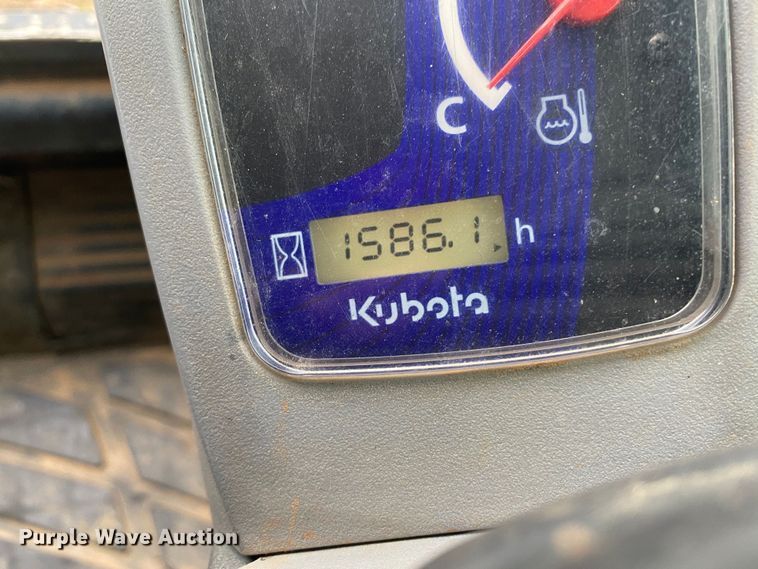 C
1586.1 h
Kubota
Purple Wave Auction